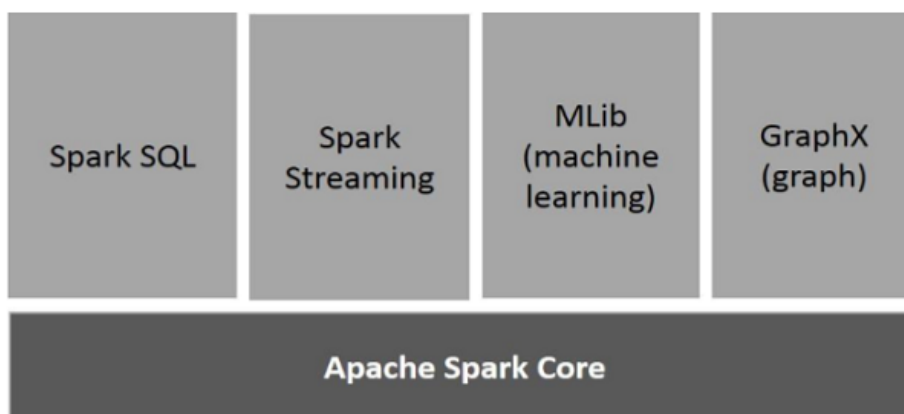 Spark SQL
Spark
Streaming
MLib
(machine
learning)
GraphX
(graph)
Apache Spark Core